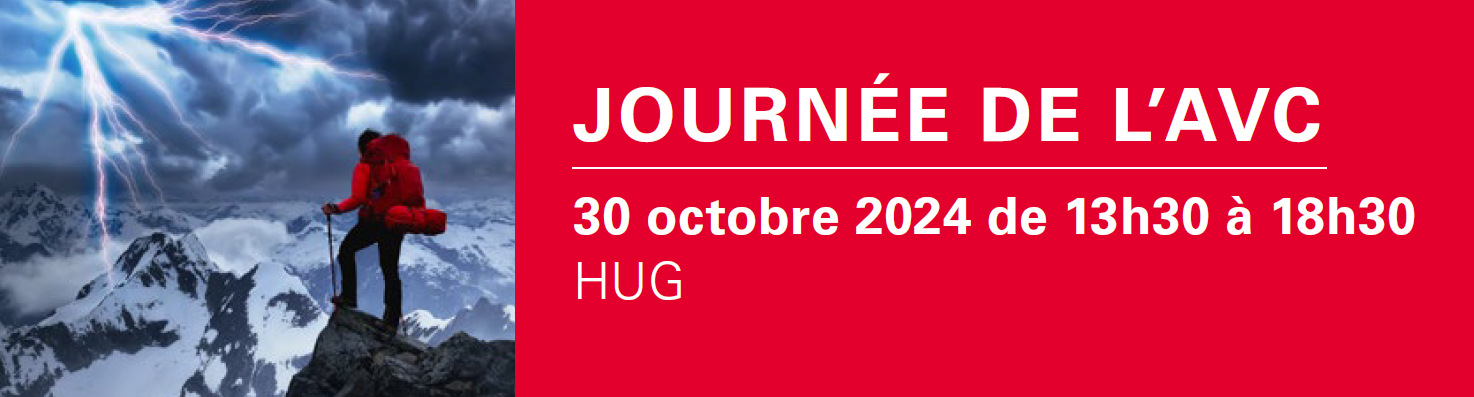 JOURNÉE DE L’AVC
30 octobre 2024 de 13h30 à 18h30
HUG